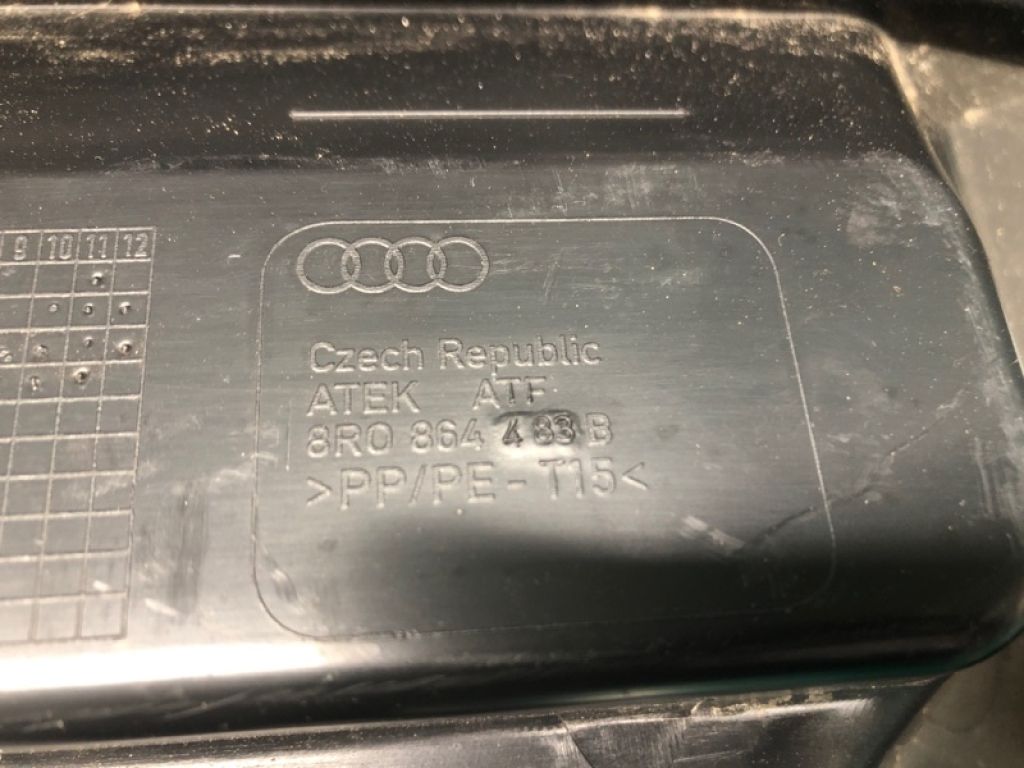 9 10 11 12
Czech Republic
ATEK ATF
8R0 864 483 B
>PP/PE-T15<